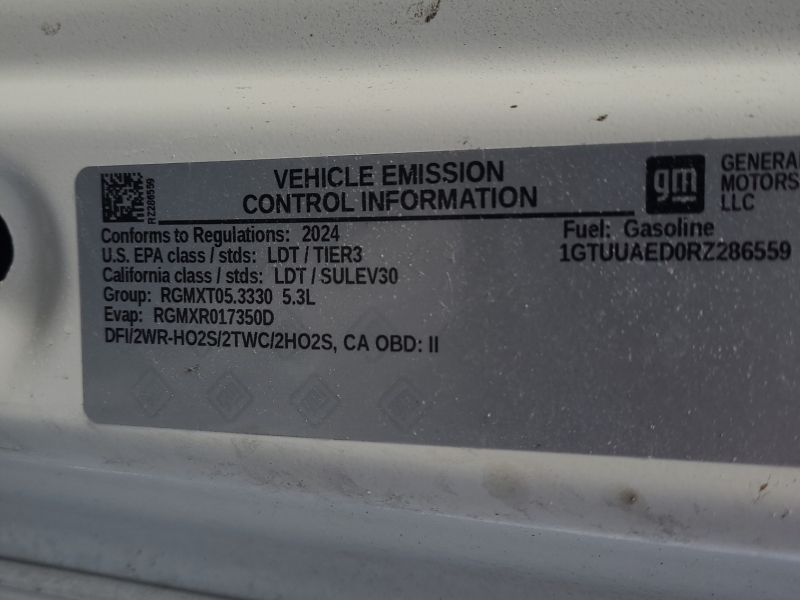 RZ286559
VEHICLE EMISSION
CONTROL INFORMATION
gm
GENERAL
MOTORS
LLC
Conforms to Regulations: 2024
U.S. EPA class / stds: LDT / TIER3
California class / stds: LDT / SULEV30
Group: RGMXT05.3330 5.3L
Evap: RGMXR017350D
DFI/2WR-HO2S/2TWC/2HO2S, CA OBD: II
Fuel: Gasoline
1GTUUAED0RZ286559